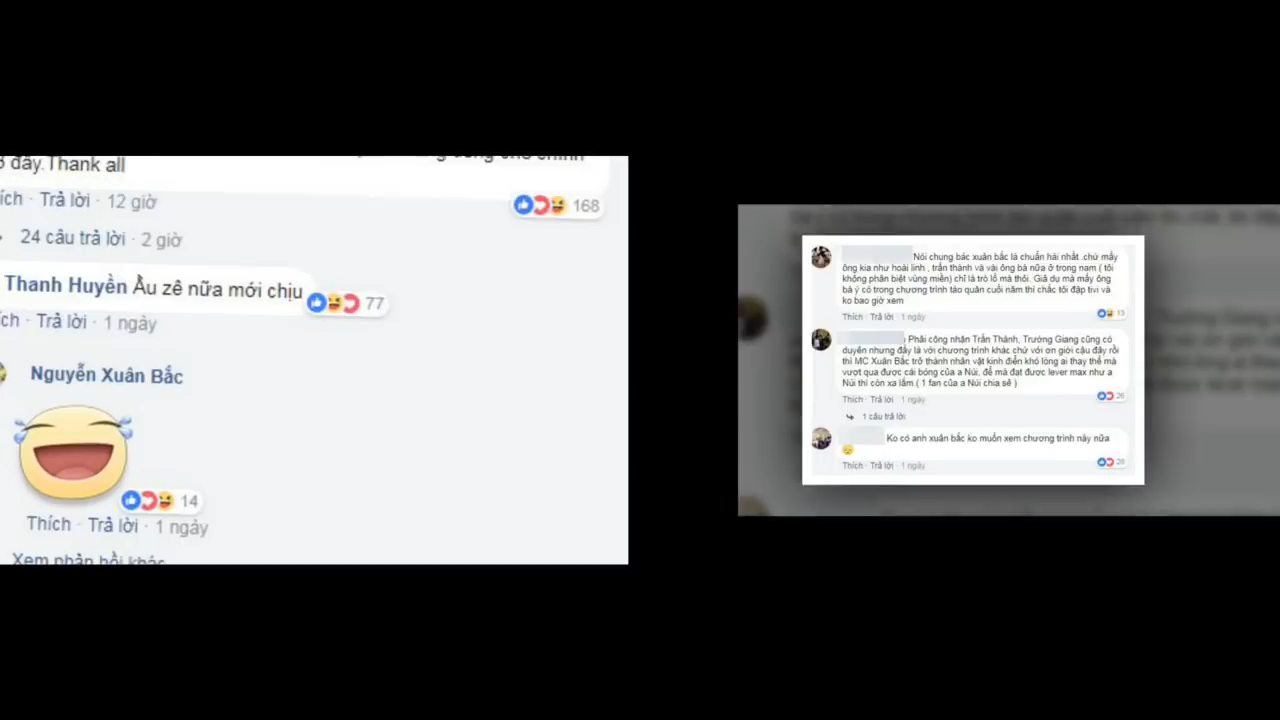 8 đây.Thank all
ích · Trả lời · 12 giờ
168
24 câu trả lời · 2 giờ
Thanh Huyền Ầu zê nữa mới chịu
77
ch · Trả lời · 1 ngày
Nguyễn Xuân Bắc
14
Thích · Trả lời · 1 ngày
Xem phản hồi khác
Nói chung bác xuân bắc là chuẩn hài nhất .chứ mấy
ông kia như hoài linh , trấn thành và vài ông bà nữa ở trong nam ( tôi
không phân biệt vùng miền) chỉ là trò lố mà thôi. Giả dụ mà mấy ông
bà ý có trong chương trình táo quân cuối năm thì chắc tôi đập tivi và
ko bao giờ xem
Thích · Trả lời · 1 ngày
13
Phải công nhận Trấn Thành, Trường Giang cũng có
duyên nhưng đấy là với chương trình khác chứ với ơn giời cậu đây rồi
thì MC Xuân Bắc trở thành nhân vật kinh điển khó lòng ai thay thế mà
vượt qua được cái bóng của a Núi, để mà đạt được lever max như a
Núi thì còn xa lắm.( 1 fan của a Núi chia sẻ )
Thích · Trả lời · 1 ngày
26
1 câu trả lời
Ko có anh xuân bắc ko muốn xem chương trình này nữa
Thích · Trả lời · 1 ngày
28